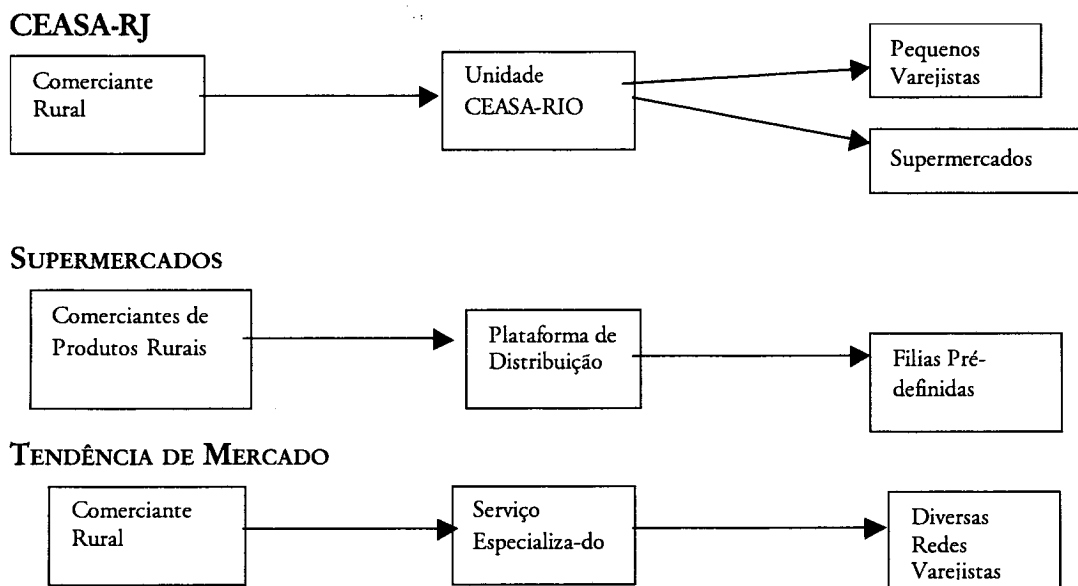 CEASA-RJ
Comerciante
Rural
Unidade
CEASA-RIO
Pequenos
Varejistas
Supermercados
SUPERMERCADOS
Comerciantes de
Produtos Rurais
Plataforma de
Distribuição
Filias Pré-
definidas
TENDÊNCIA DE MERCADO
Comerciante
Rural
Serviço
Especializa-do
Diversas
Redes
Varejistas